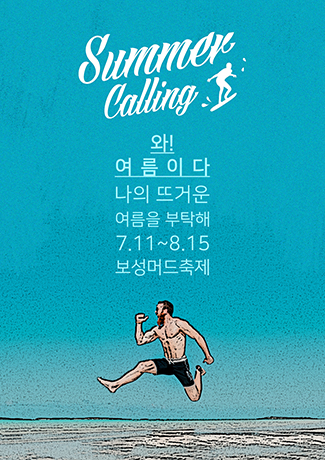 Summer
Calling
와!
여름이다
나의 뜨거운
여름을 부탁해
7.11~8.15
보성머드축제